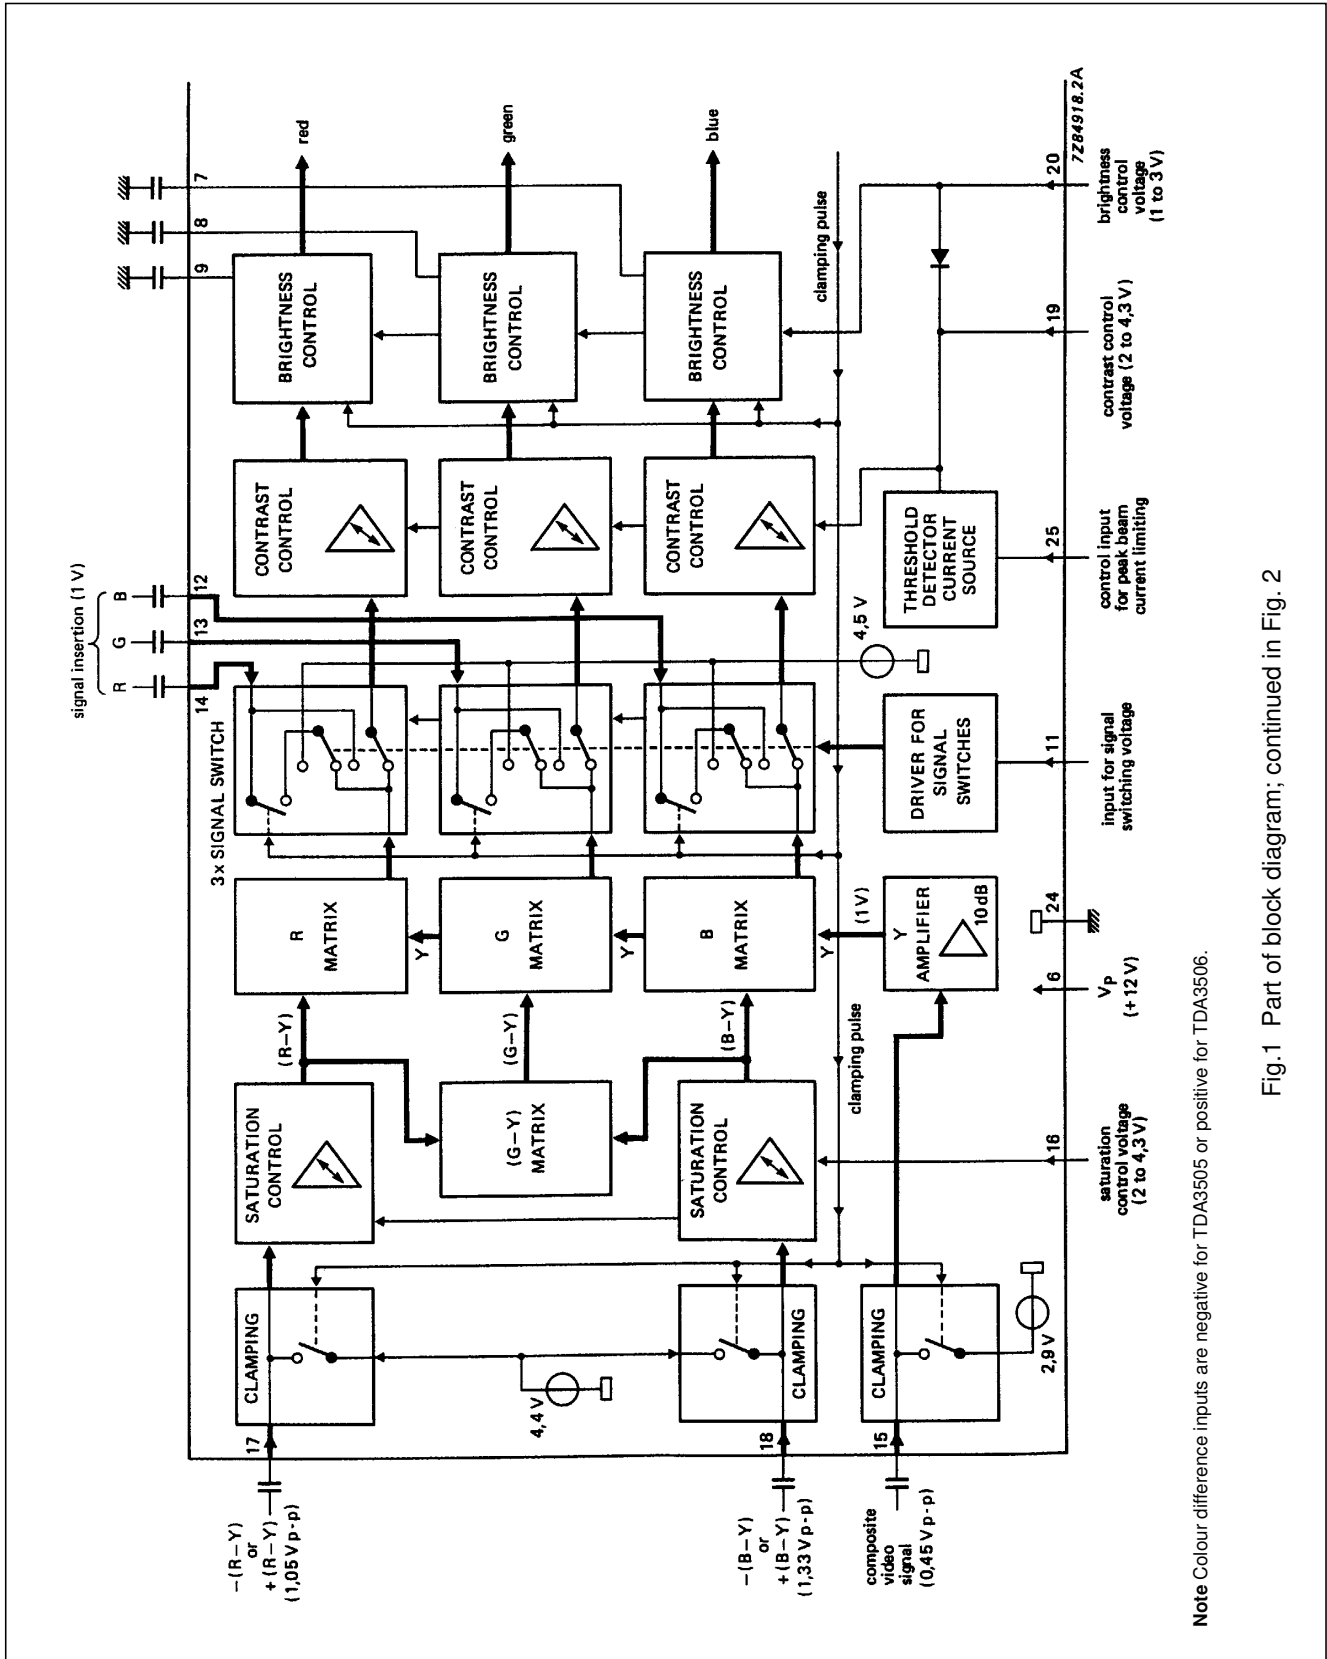 signal insertion (1 V)
R
G
B
14
13
12
9
8
7
3x SIGNAL SWITCH
−(R−Y)
or
+(R−Y)
(1,05 V p-p)
17
CLAMPING
SATURATION
CONTROL
(R−Y)
R
MATRIX
CONTRAST
CONTROL
BRIGHTNESS
CONTROL
red
4,4 V
(G−Y)
MATRIX
(G−Y)
Y
G
MATRIX
CONTRAST
CONTROL
BRIGHTNESS
CONTROL
green
−(B−Y)
or
+(B−Y)
(1,33 V p-p)
18
CLAMPING
SATURATION
CONTROL
(B−Y)
Y
B
MATRIX
CONTRAST
CONTROL
BRIGHTNESS
CONTROL
blue
clamping pulse
clamping pulse
Y
(1V)
4,5 V
composite
video
signal
(0,45 V p-p)
15
CLAMPING
2,9 V
Y
AMPLIFIER
10dB
DRIVER FOR
SIGNAL
SWITCHES
THRESHOLD
DETECTOR
CURRENT
SOURCE
16
6
24
11
25
19
20
7Z84918.2A
saturation
control voltage
(2 to 4,3 V)
VP
(+ 12 V)
input for signal
switching voltage
control input
for peak beam
current limiting
contrast control
voltage (2 to 4,3 V)
brightness
control
voltage
(1 to 3 V)
Note Colour difference inputs are negative for TDA3505 or positive for TDA3506.
Fig.1 Part of block diagram; continued in Fig. 2